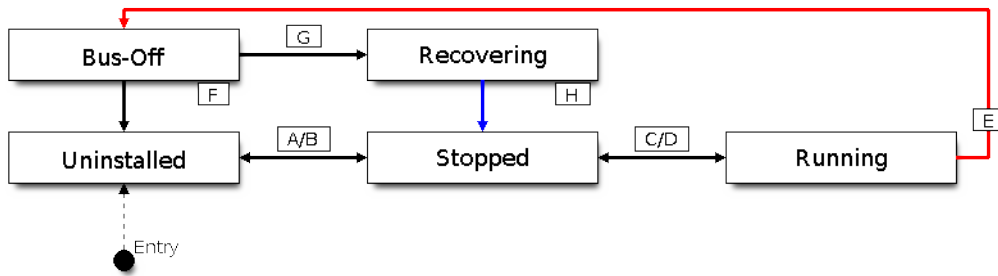 G
Bus-Off
Recovering
F
H
E
A/B
C/D
Uninstalled
Stopped
Running
Entry